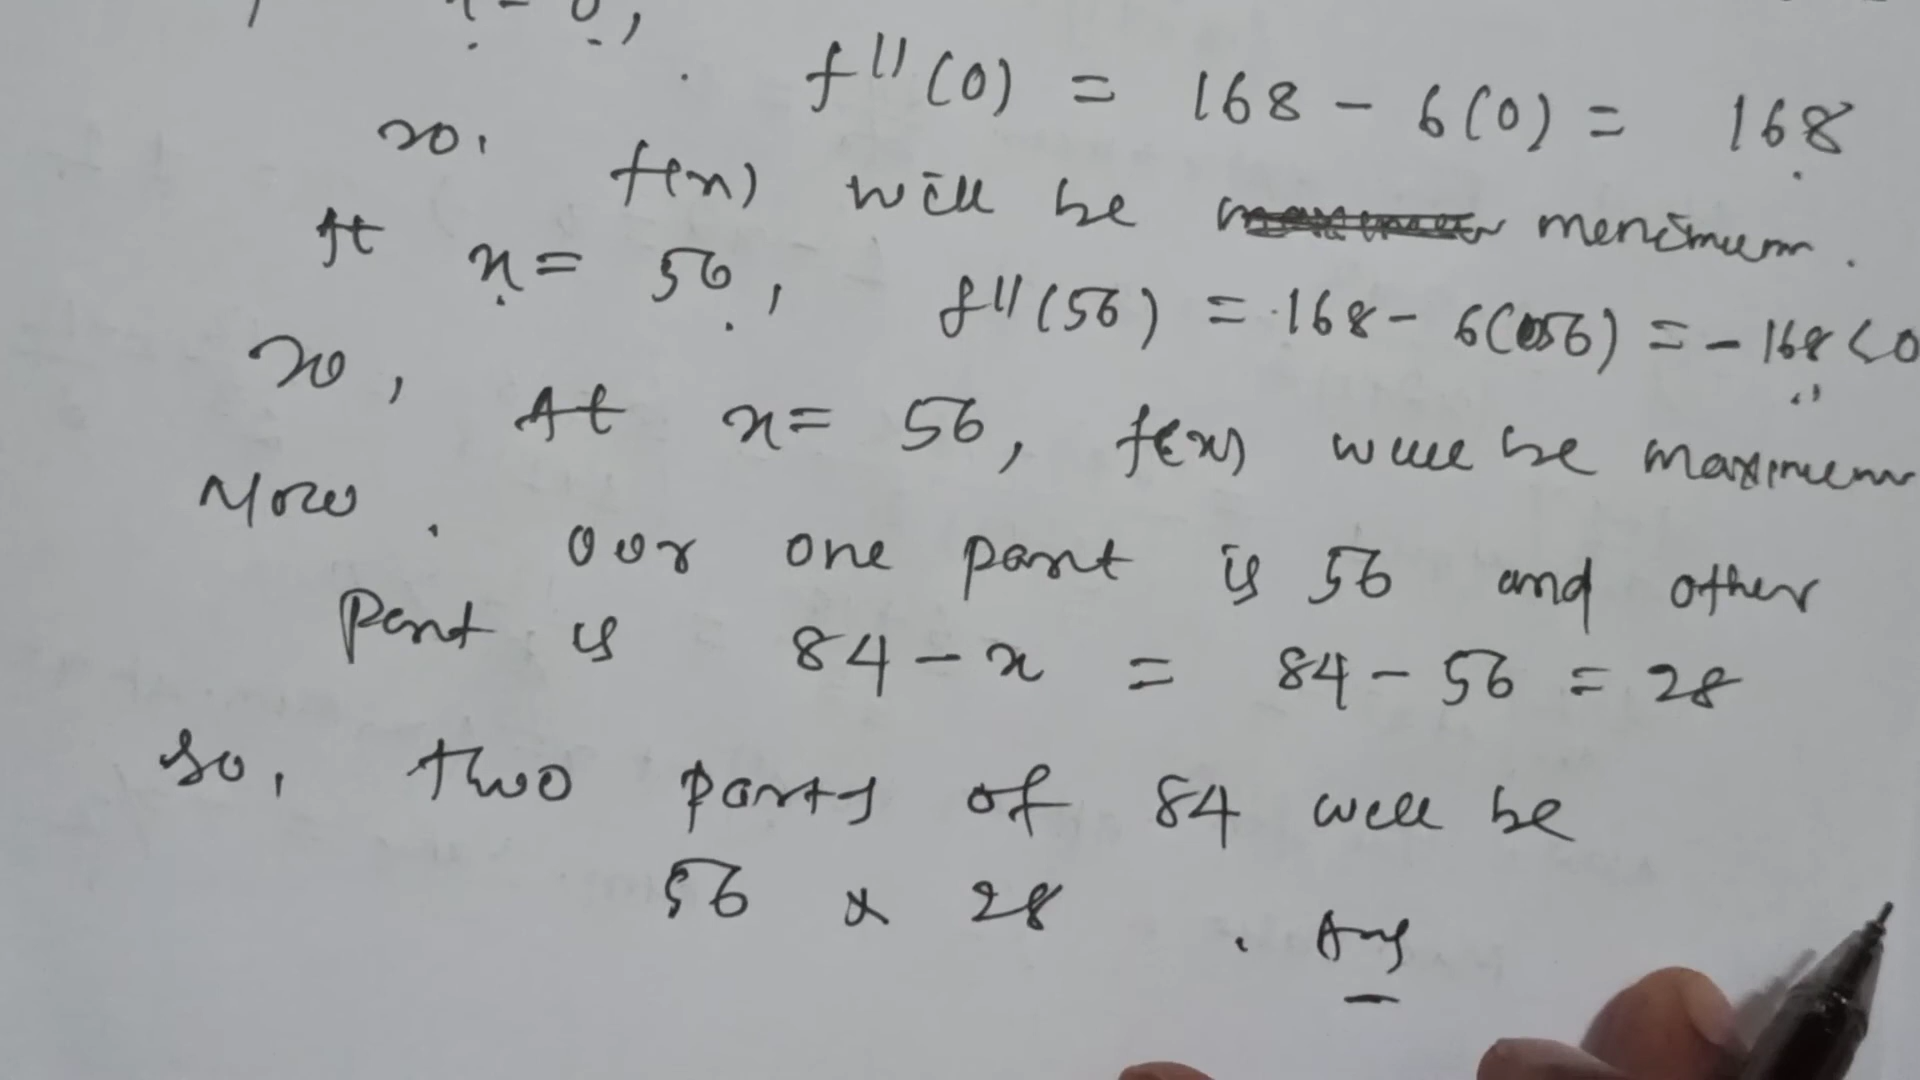 x = 0,
f''(0) = 168 - 6(0) = 168
so, f(x) will be menimum.
At x = 56, f''(56) = 168 - 6(56) = -168 < 0
so, At x = 56, f(x) will be maximum
Now, our one part is 56 and other
part is 84 - x = 84 - 56 = 28
so, two parts of 84 will be
56 & 28. Ans